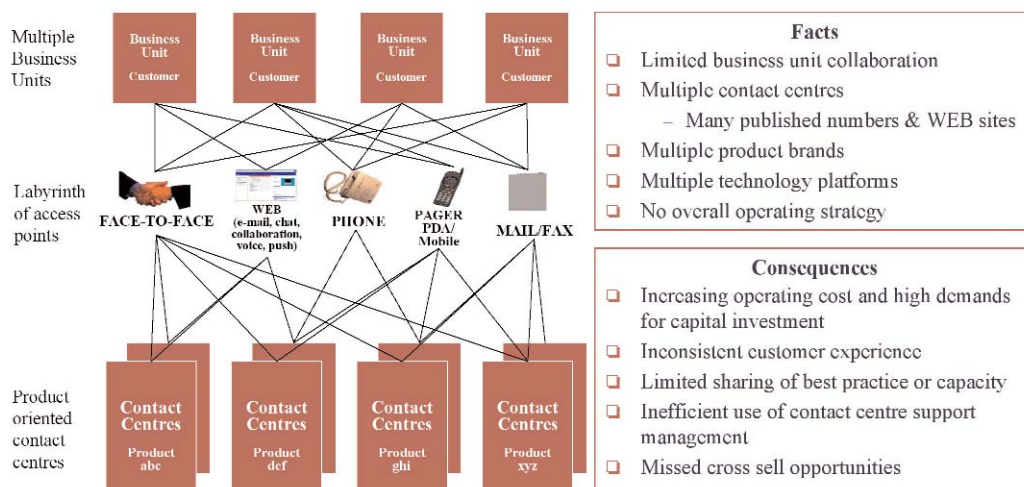 Multiple
Business
Units
Business
Unit
Customer
Business
Unit
Customer
Business
Unit
Customer
Business
Unit
Customer
Labyrinth
of access
points
FACE-TO-FACE
WEB
(e-mail, chat,
collaboration,
voice, push)
PHONE
PAGER
PDA/
Mobile
MAIL/FAX
Product
oriented
contact
centres
Contact
Centres
Product
abc
Contact
Centres
Product
def
Contact
Centres
Product
ghi
Contact
Centres
Product
xyz
Facts
❑ Limited business unit collaboration
❑ Multiple contact centres
– Many published numbers & WEB sites
❑ Multiple product brands
❑ Multiple technology platforms
❑ No overall operating strategy
Consequences
❑ Increasing operating cost and high demands
for capital investment
❑ Inconsistent customer experience
❑ Limited sharing of best practice or capacity
❑ Inefficient use of contact centre support
management
❑ Missed cross sell opportunities